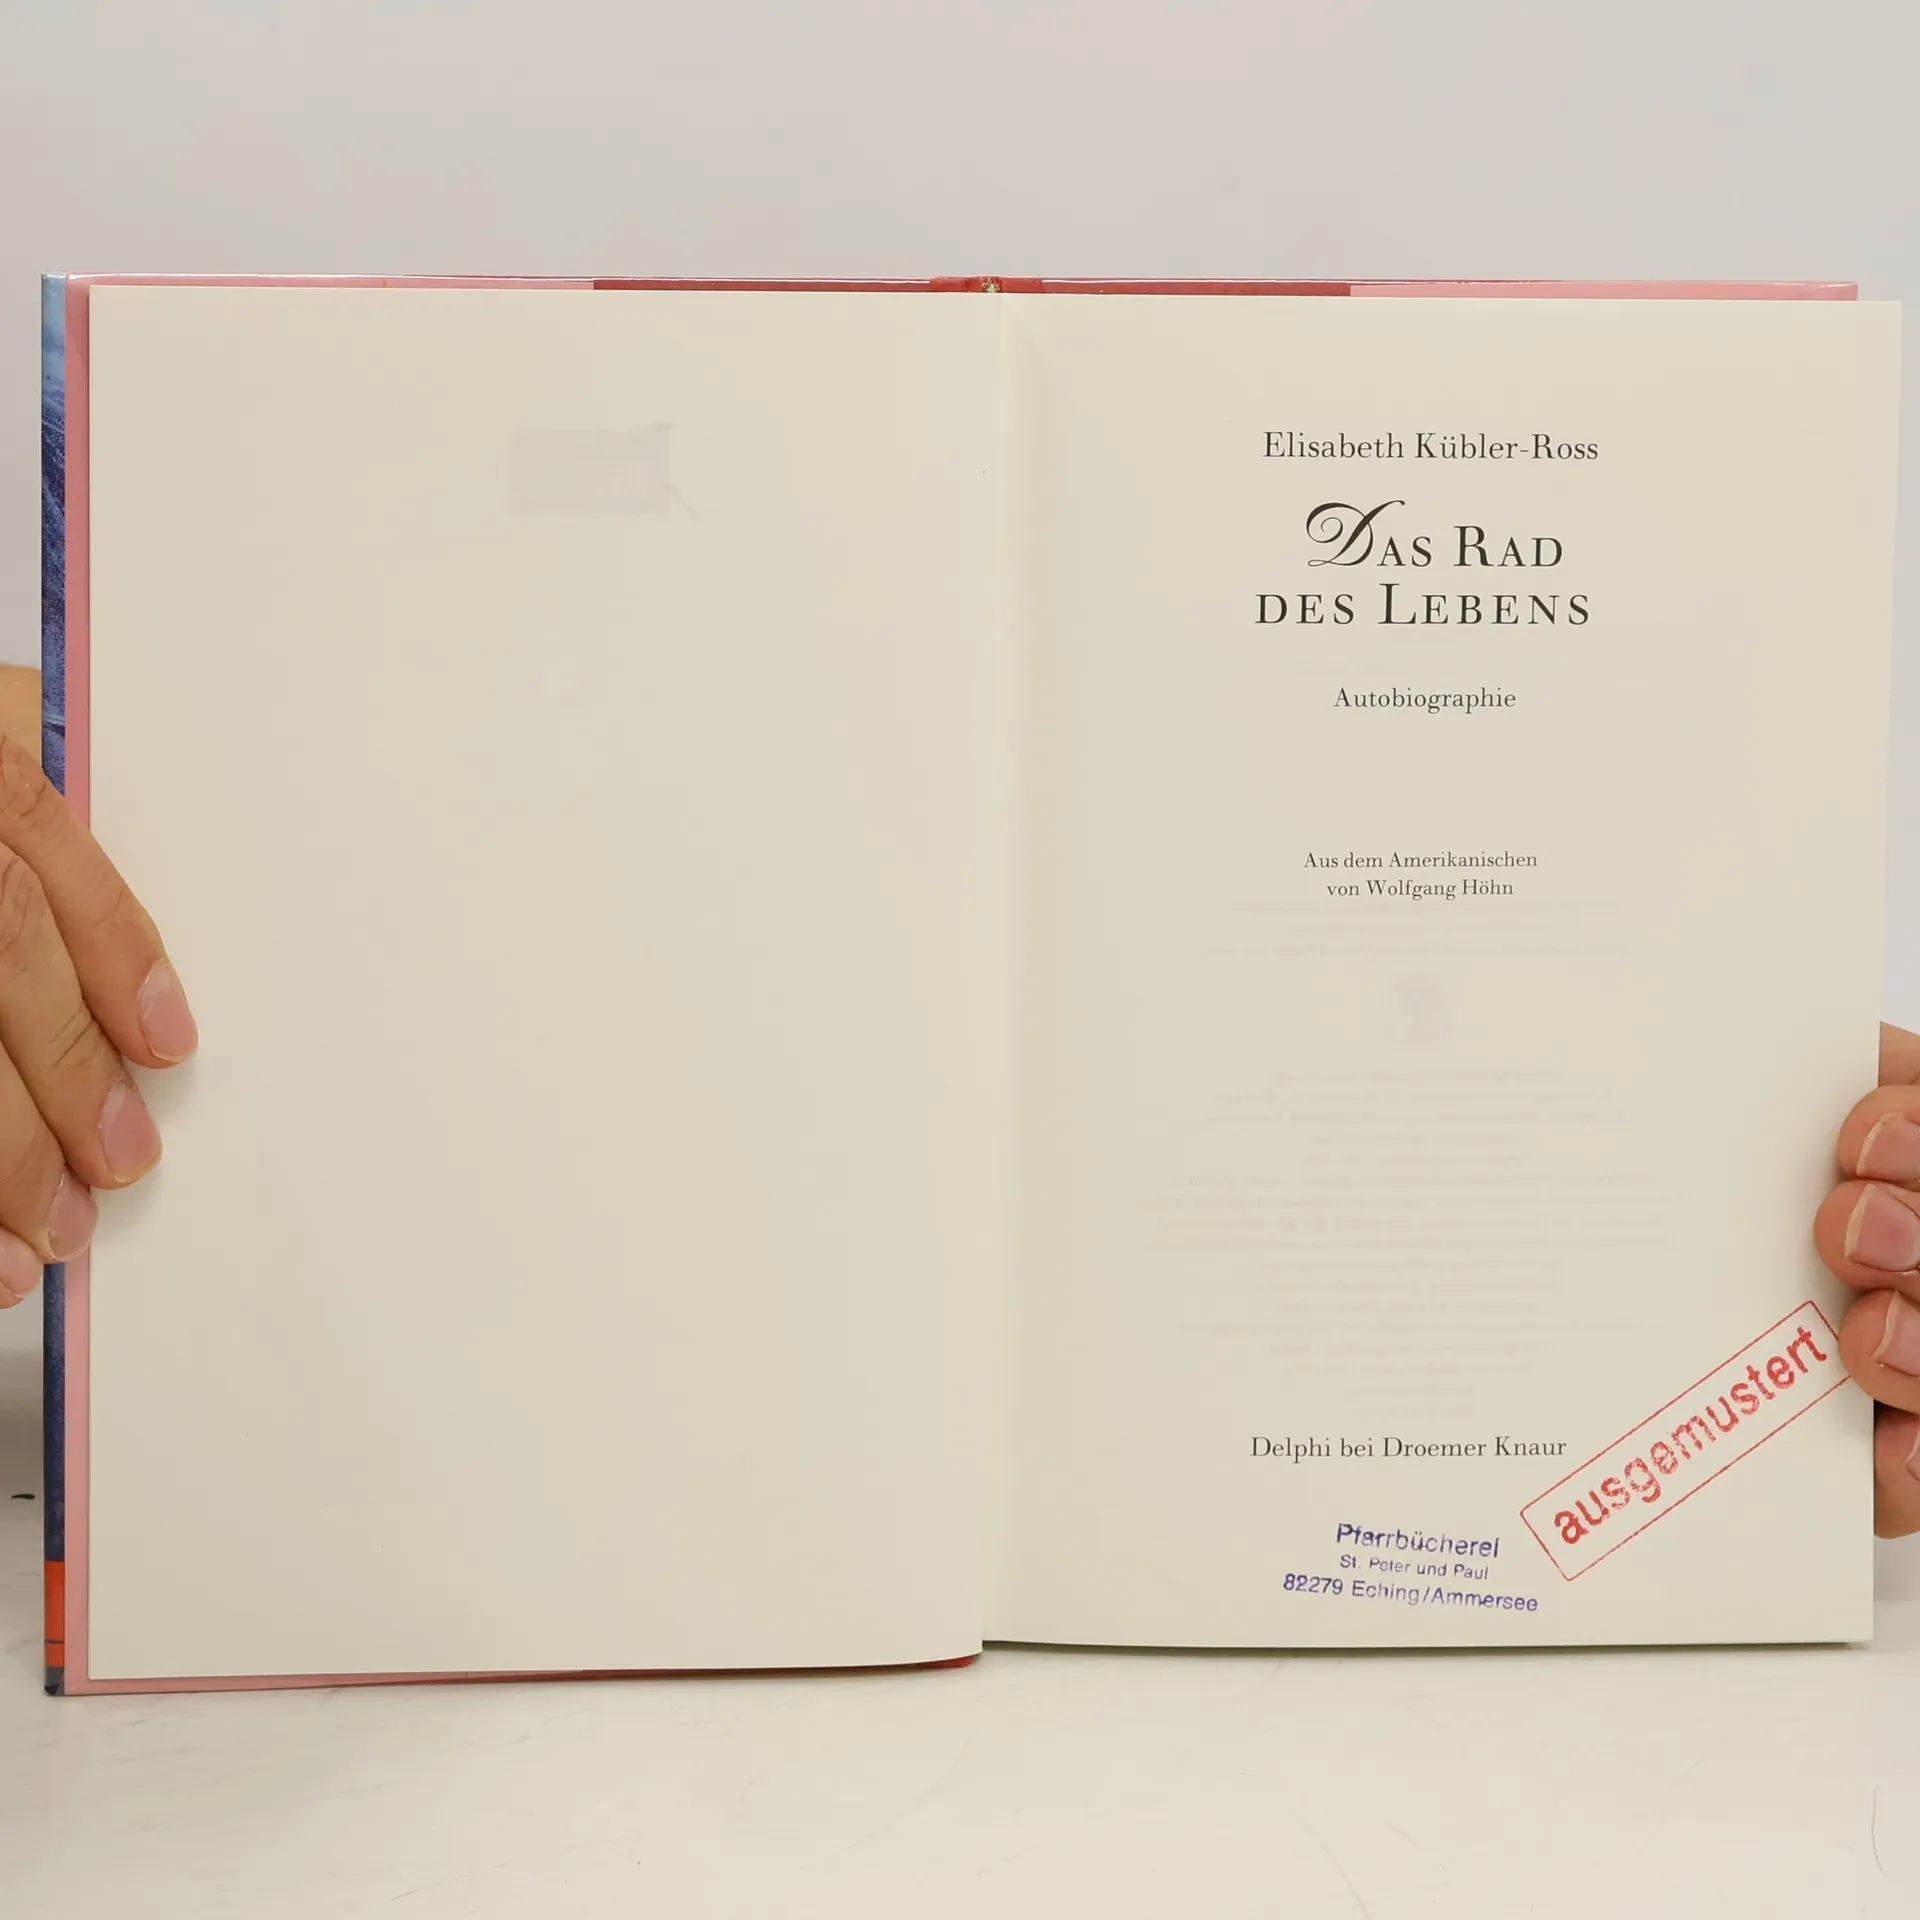 Elisabeth Kübler-Ross
Das Rad
des Lebens
Autobiographie
Aus dem Amerikanischen
von Wolfgang Höhn
Delphi bei Droemer Knaur
ausgemustert
Pfarrbücherei
St. Peter und Paul
82279 Eching/Ammersee